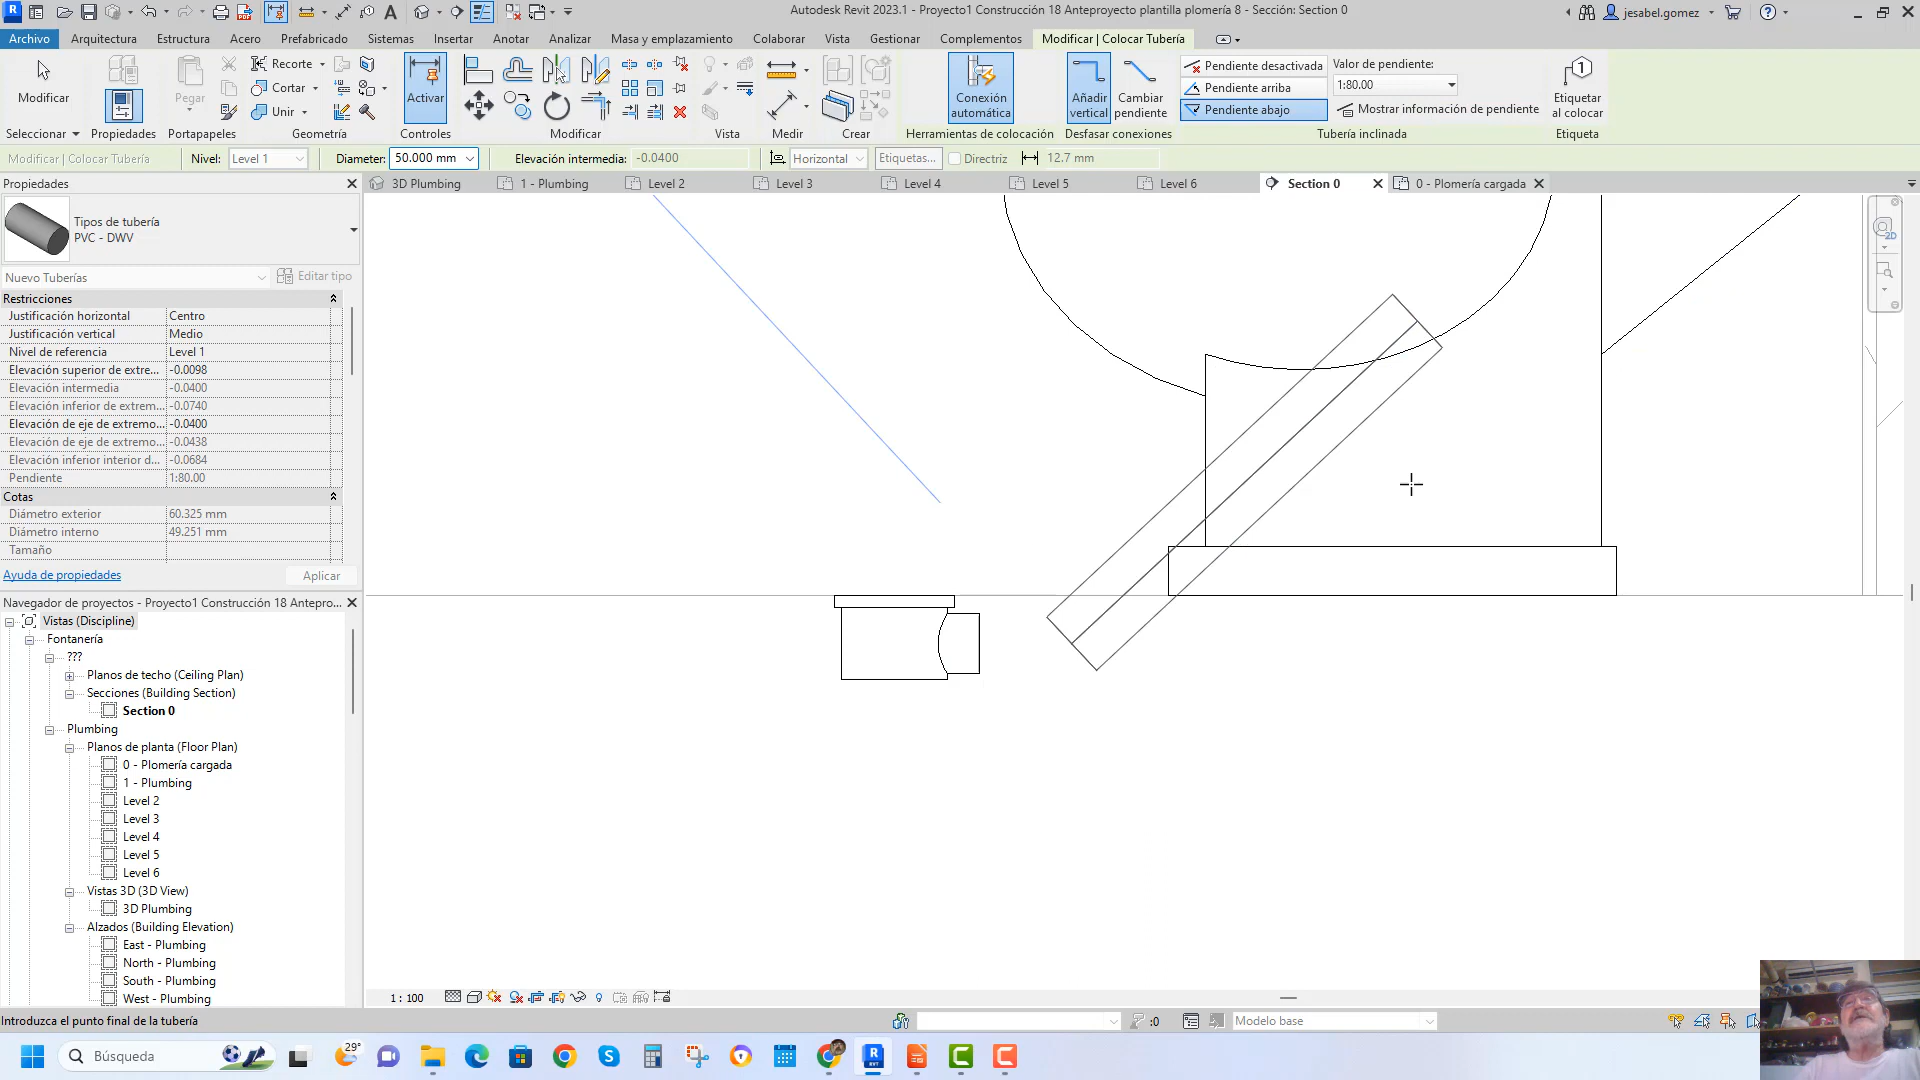 Autodesk Revit 2023.1 - Proyecto1 Construcción 18 Anteproyecto plantilla plomería 8 - Sección: Section 0
jesabel.gomez
Archivo Arquitectura Estructura Acero Prefabricado Sistemas Insertar Anotar Analizar Masa y emplazamiento Colaborar Vista Gestionar Complementos Modificar | Colocar Tubería
Modificar
Propiedades
Pegar
Recorte
Cortar
Unir
Activar
Conexión
automática
Añadir
vertical
Cambiar
pendiente
Pendiente desactivada
Pendiente arriba
Pendiente abajo
Valor de pendiente:
1:80.00
Mostrar información de pendiente
Etiquetar
al colocar
Seleccionar Propiedades Portapapeles Geometría Controles Modificar Vista Medir Crear Herramientas de colocación Desfasar conexiones Tubería inclinada Etiqueta
Modificar | Colocar Tubería Nivel: Level 1 Diameter: 50.000 mm Elevación intermedia: -0.0400 Horizontal Etiquetas... Directriz 12.7 mm
Propiedades
3D Plumbing 1 - Plumbing Level 2 Level 3 Level 4 Level 5 Level 6 Section 0 0 - Plomería cargada
Tipos de tubería
PVC - DWV
Nuevo Tuberías Editar tipo
Restricciones
Justificación horizontal Centro
Justificación vertical Medio
Nivel de referencia Level 1
Elevación superior de extre... -0.0098
Elevación intermedia -0.0400
Elevación inferior de extrem... -0.0740
Elevación de eje de extremo... -0.0400
Elevación de eje de extremo... -0.0438
Elevación inferior interior d... -0.0684
Pendiente 1:80.00
Cotas
Diámetro exterior 60.325 mm
Diámetro interno 49.251 mm
Tamaño
Ayuda de propiedades Aplicar
Navegador de proyectos - Proyecto1 Construcción 18 Antepro...
Vistas (Discipline)
Fontanería
???
Planos de techo (Ceiling Plan)
Secciones (Building Section)
Section 0
Plumbing
Planos de planta (Floor Plan)
0 - Plomería cargada
1 - Plumbing
Level 2
Level 3
Level 4
Level 5
Level 6
Vistas 3D (3D View)
3D Plumbing
Alzados (Building Elevation)
East - Plumbing
North - Plumbing
South - Plumbing
West - Plumbing
1 : 100
Introduzca el punto final de la tubería :0 Modelo base
Búsqueda
29°